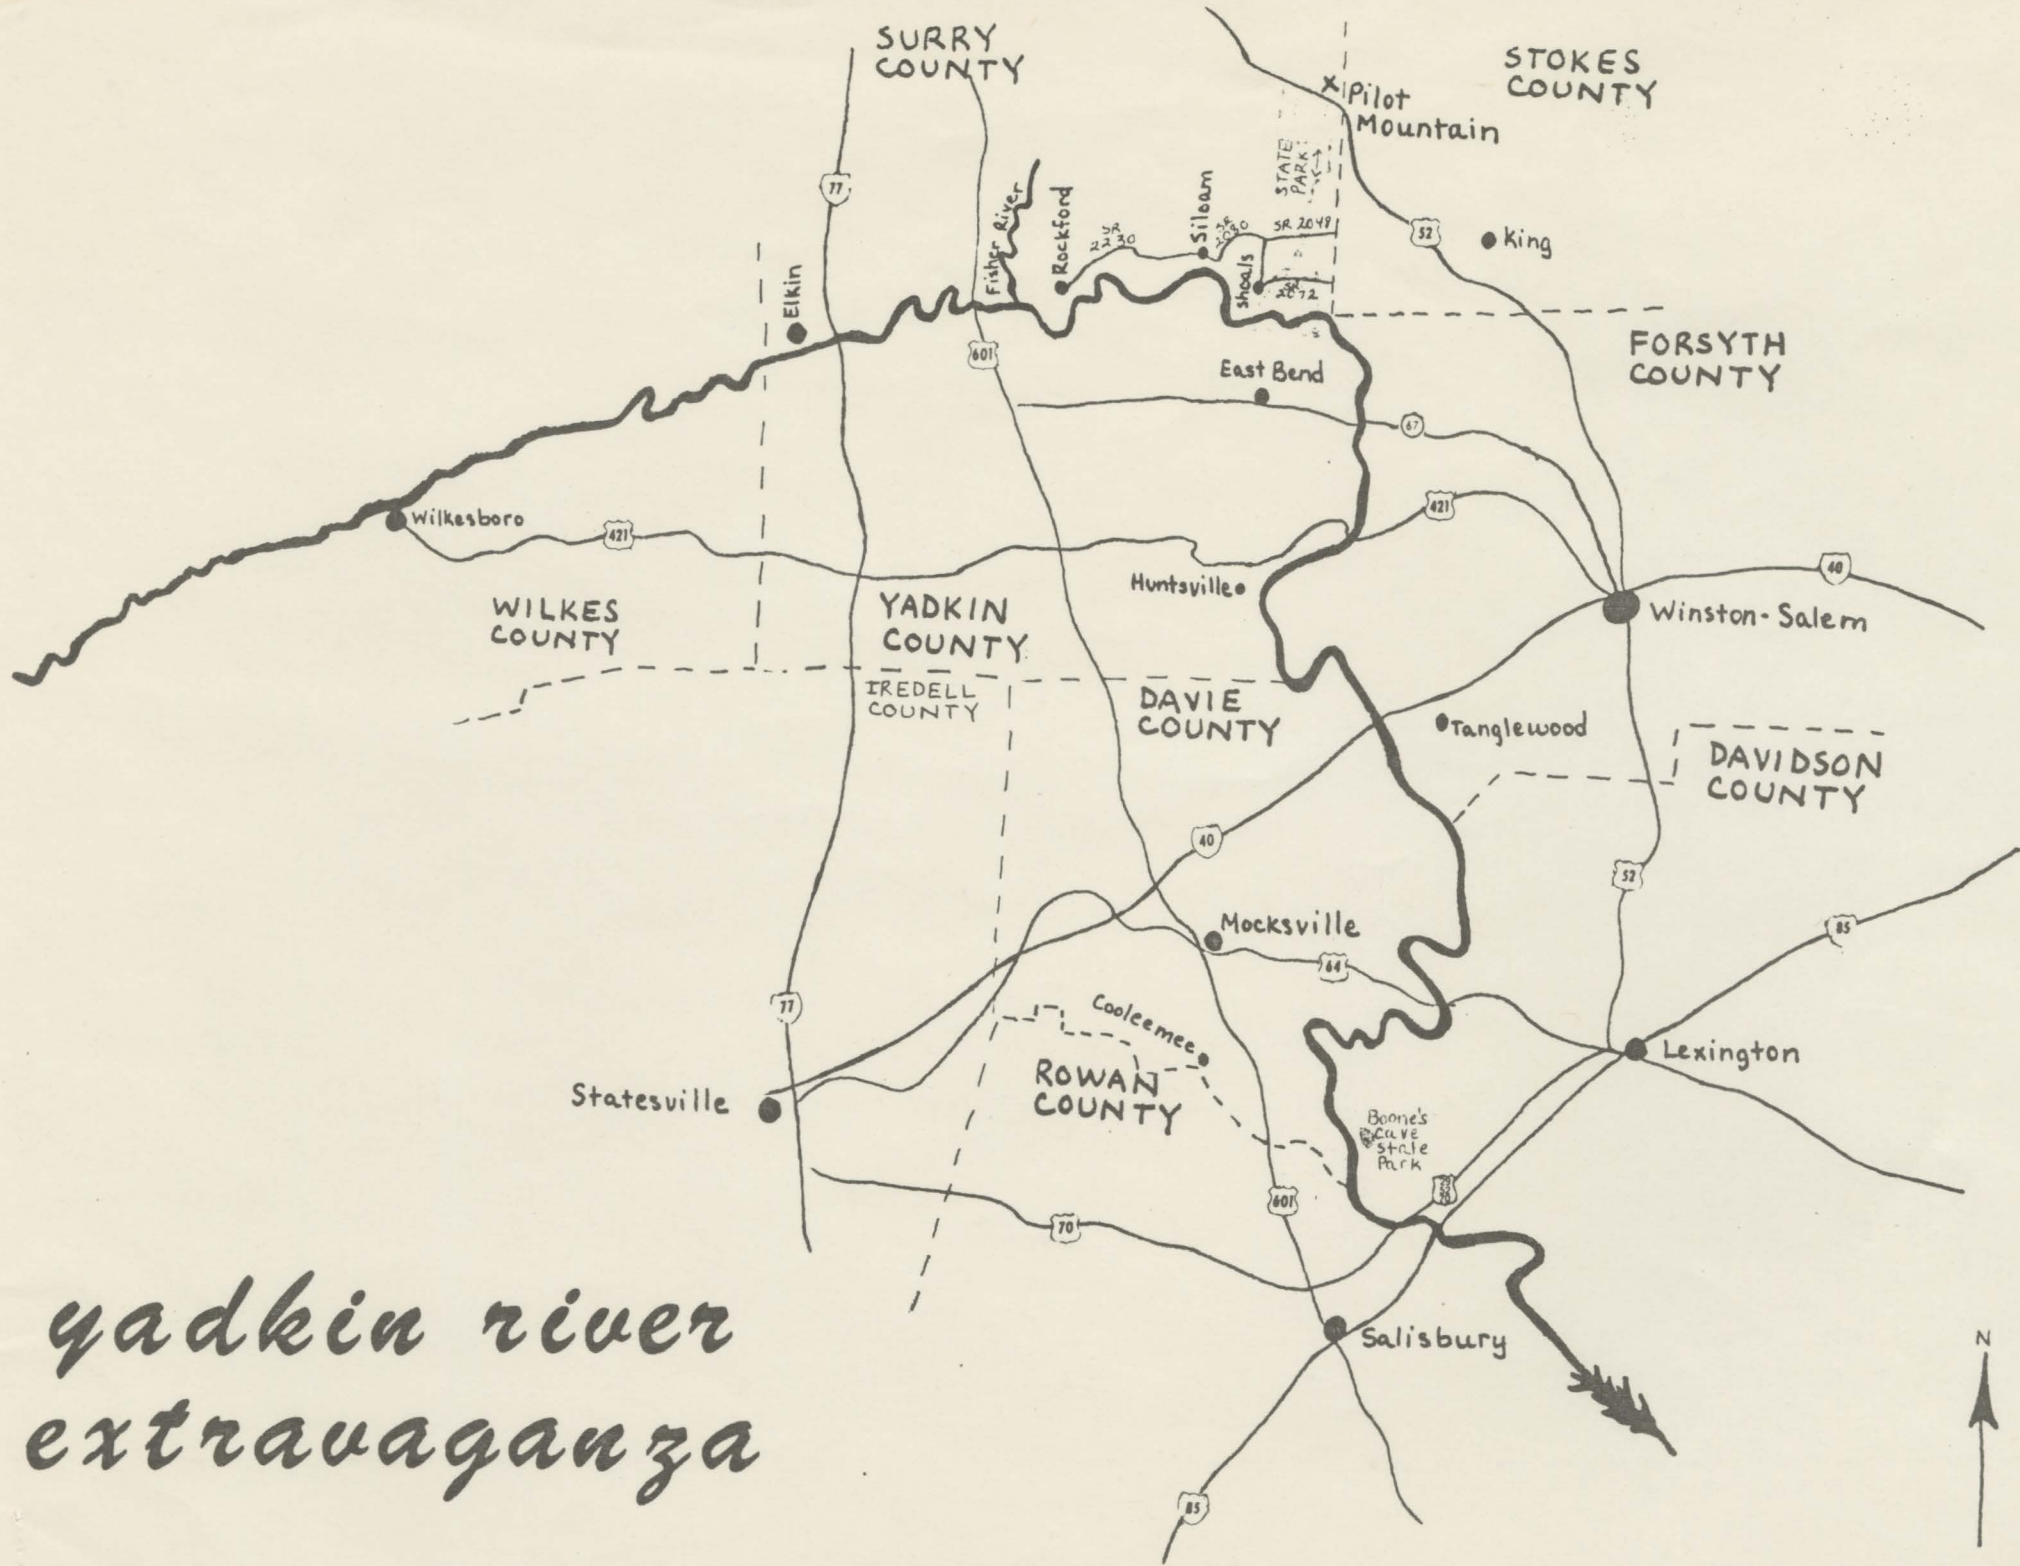 SURRY
COUNTY
STOKES
COUNTY
Pilot
Mountain
STATE
PARK
77
Fisher River
Rockford
Siloam
SR 2048
52
King
Elkin
Shoals
2072
601
East Bend
FORSYTH
COUNTY
67
Wilkesboro
421
421
40
Huntsville
Winston-Salem
WILKES
COUNTY
YADKIN
COUNTY
IREDELL
COUNTY
DAVIE
COUNTY
Tanglewood
DAVIDSON
COUNTY
40
52
85
Mocksville
64
77
Cooleemee
Lexington
ROWAN
COUNTY
Statesville
Boone's
Cave
State
Park
601
70
Salisbury
N
85
yadkin river
extravaganza